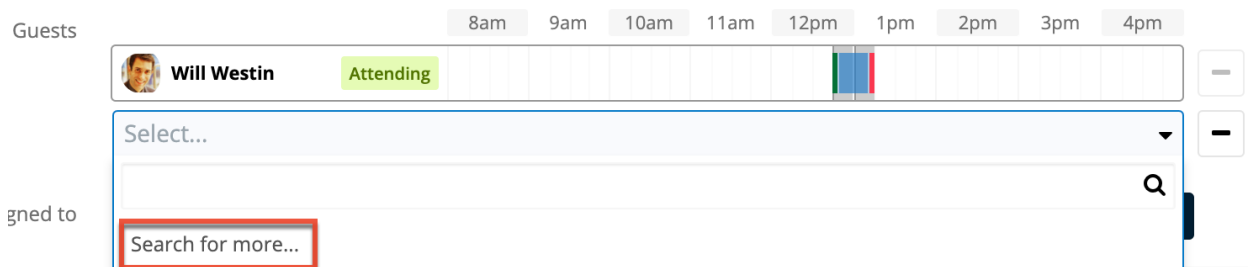 Guests
8am 9am 10am 11am 12pm 1pm 2pm 3pm 4pm
Will Westin Attending
Select...
gned to
Search for more...